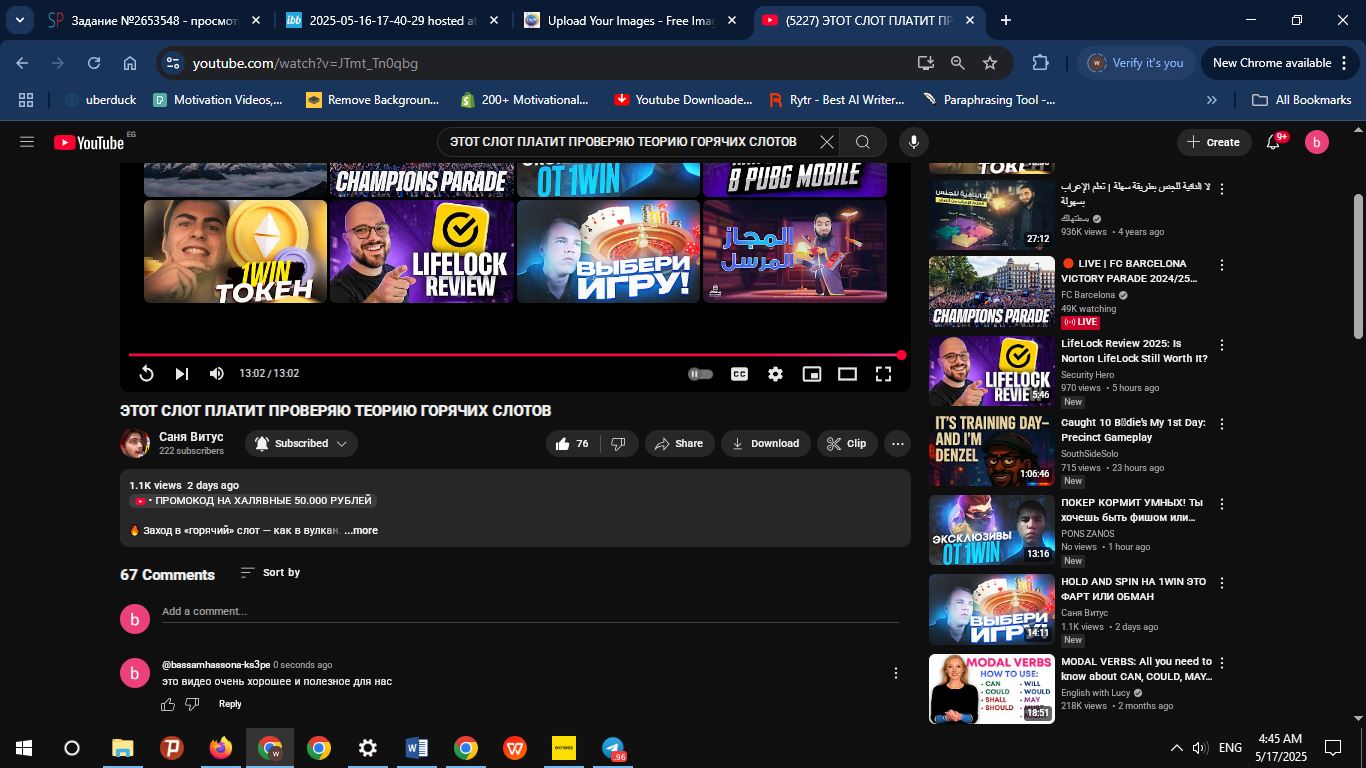 Задание №2653548 - просмот
2025-05-16-17-40-29 hosted at
Upload Your Images - Free Imag
(5227) ЭТОТ СЛОТ ПЛАТИТ ПР
youtube.com/watch?v=JTmt_Tn0qbg
Verify it's you
New Chrome available
uberduck
Motivation Videos,...
Remove Backgroun...
200+ Motivational...
Youtube Downloade...
Rytr - Best AI Writer...
Paraphrasing Tool -...
All Bookmarks
YouTube EG
ЭТОТ СЛОТ ПЛАТИТ ПРОВЕРЯЮ ТЕОРИЮ ГОРЯЧИХ СЛОТОВ
Create
9+
b
CHAMPIONS PARADE
ОТ 1WIN
В PUBG MOBILE
1WIN
ТОКЕН
LIFELOCK
REVIEW
ВЫБЕРИ
ИГРУ!
المجاز
المرسل
13:02 / 13:02
CC
ЭТОТ СЛОТ ПЛАТИТ ПРОВЕРЯЮ ТЕОРИЮ ГОРЯЧИХ СЛОТОВ
Саня Витус
222 subscribers
Subscribed
76
Share
Download
Clip
1.1K views 2 days ago
• ПРОМОКОД НА ХАЛЯВНЫЕ 50.000 РУБЛЕЙ
🔥 Заход в «горячий» слот — как в вулкан. ...more
67 Comments
Sort by
b
Add a comment...
b
@bassamhassona-ks3pe 0 seconds ago
это видео очень хорошее и полезное для нас
Reply
ТОКЕН
لا النافية للجنس بطريقة سهلة | تعلم الإعراب
بسهولة
936K views • 4 years ago
27:12
LIVE | FC BARCELONA
VICTORY PARADE 2024/25...
FC Barcelona
49K watching
LIVE
CHAMPIONS PARADE
LifeLock Review 2025: Is
Norton LifeLock Still Worth It?
Security Hero
970 views • 5 hours ago
New
LIFELOCK
REVIEW
5:46
Caught 10 B
die's My 1st Day:
Precinct Gameplay
SouthSideSolo
715 views • 23 hours ago
New
IT'S TRAINING DAY—
AND I'M
DENZEL
1:06:46
ПОКЕР КОРМИТ УМНЫХ! Ты
хочешь быть фишом или...
PONS ZANOS
No views • 1 hour ago
New
ЭКСКЛЮЗИВЫ
ОТ 1WIN
13:16
HOLD AND SPIN НА 1WIN ЭТО
ФАРТ ИЛИ ОБМАН
Саня Витус
1.1K views • 2 days ago
New
ВЫБЕРИ
ИГРУ!
14:11
MODAL VERBS: All you need to
know about CAN, COULD, MAY...
English with Lucy
218K views • 2 months ago
MODAL VERBS
HOW TO USE:
• CAN • WILL
• COULD • WOULD
• SHALL • MAY
• SHOULD
18:51
exness
.96
ENG
4:45 AM
5/17/2025